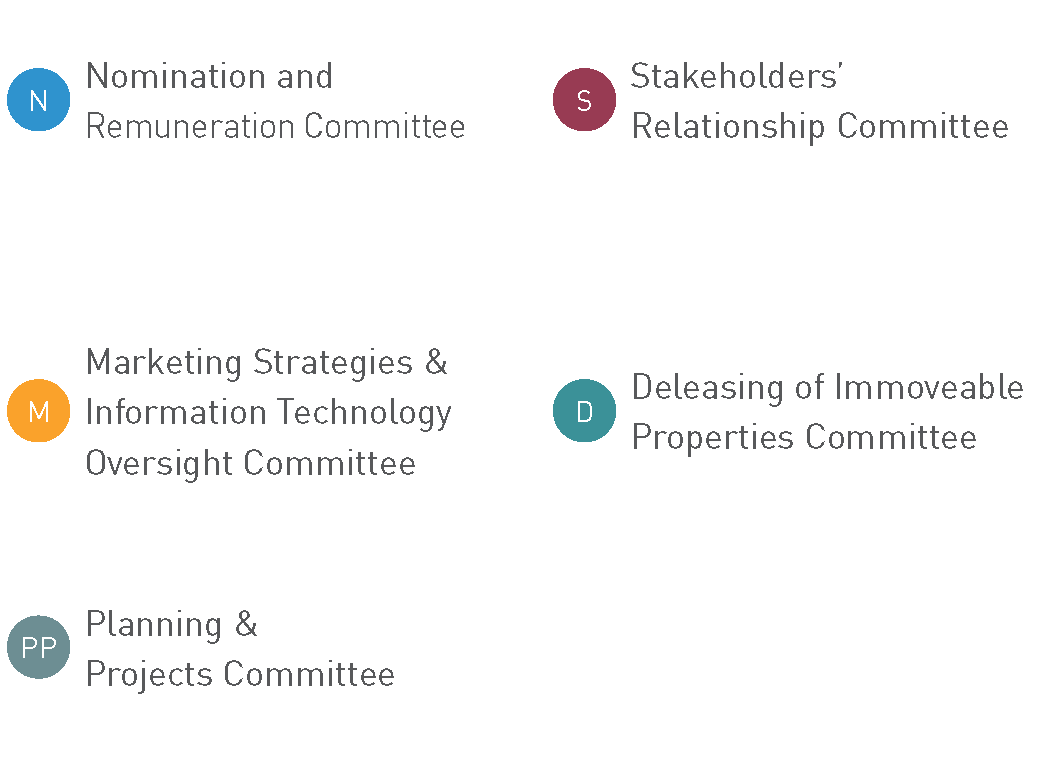 N
Nomination and
Remuneration Committee
S
Stakeholders’
Relationship Committee
M
Marketing Strategies &
Information Technology
Oversight Committee
D
Deleasing of Immoveable
Properties Committee
PP
Planning &
Projects Committee